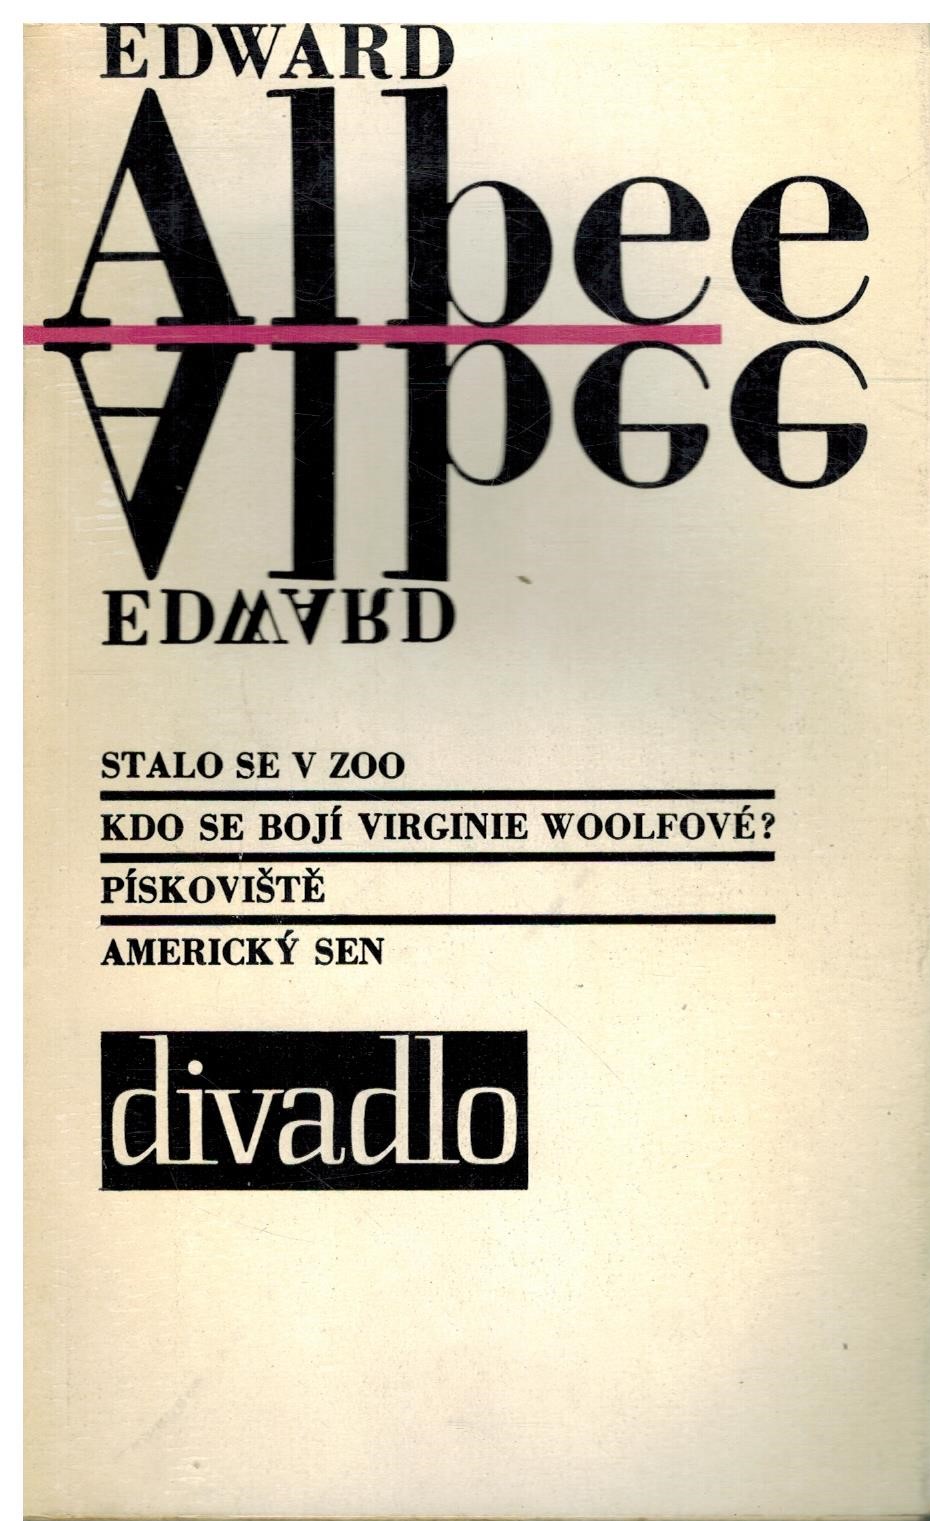 EDWARD
Albee
Albee
EDWARD
STALO SE V ZOO
KDO SE BOJÍ VIRGINIE WOOLFOVÉ?
PÍSKOVIŠTĚ
AMERICKÝ SEN
divadlo